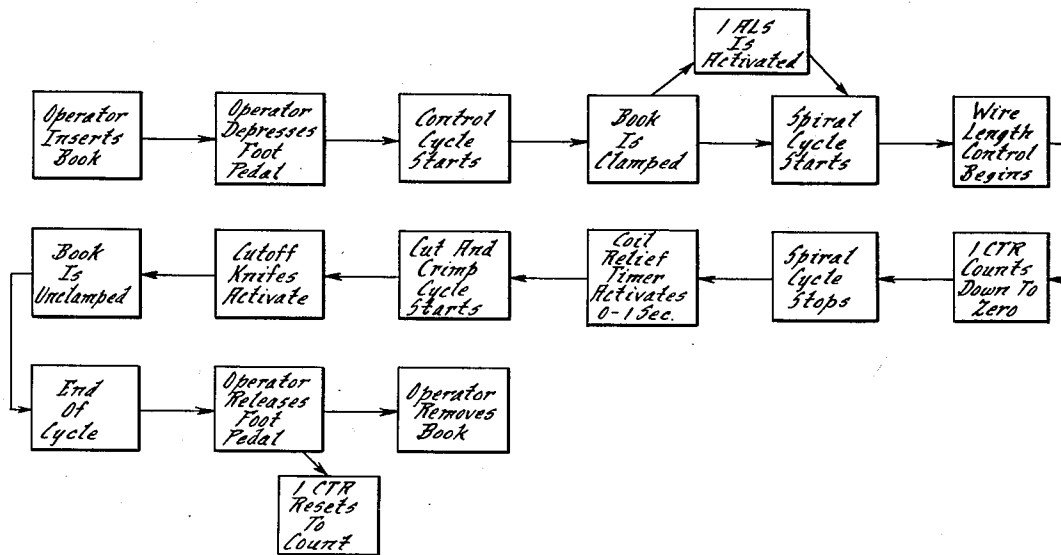 1 ALS
Is
Activated
Operator
Inserts
Book
Operator
Depresses
Foot
Pedal
Control
Cycle
Starts
Book
Is
Clamped
Spiral
Cycle
Starts
Wire
Length
Control
Begins
Book
Is
Unclamped
Cutoff
Knifes
Activate
Cut And
Crimp
Cycle
Starts
Coil
Relief
Timer
Activates
0-1 Sec.
Spiral
Cycle
Stops
1 CTR
Counts
Down To
Zero
End
Of
Cycle
Operator
Releases
Foot
Pedal
Operator
Removes
Book
1 CTR
Resets
To
Count